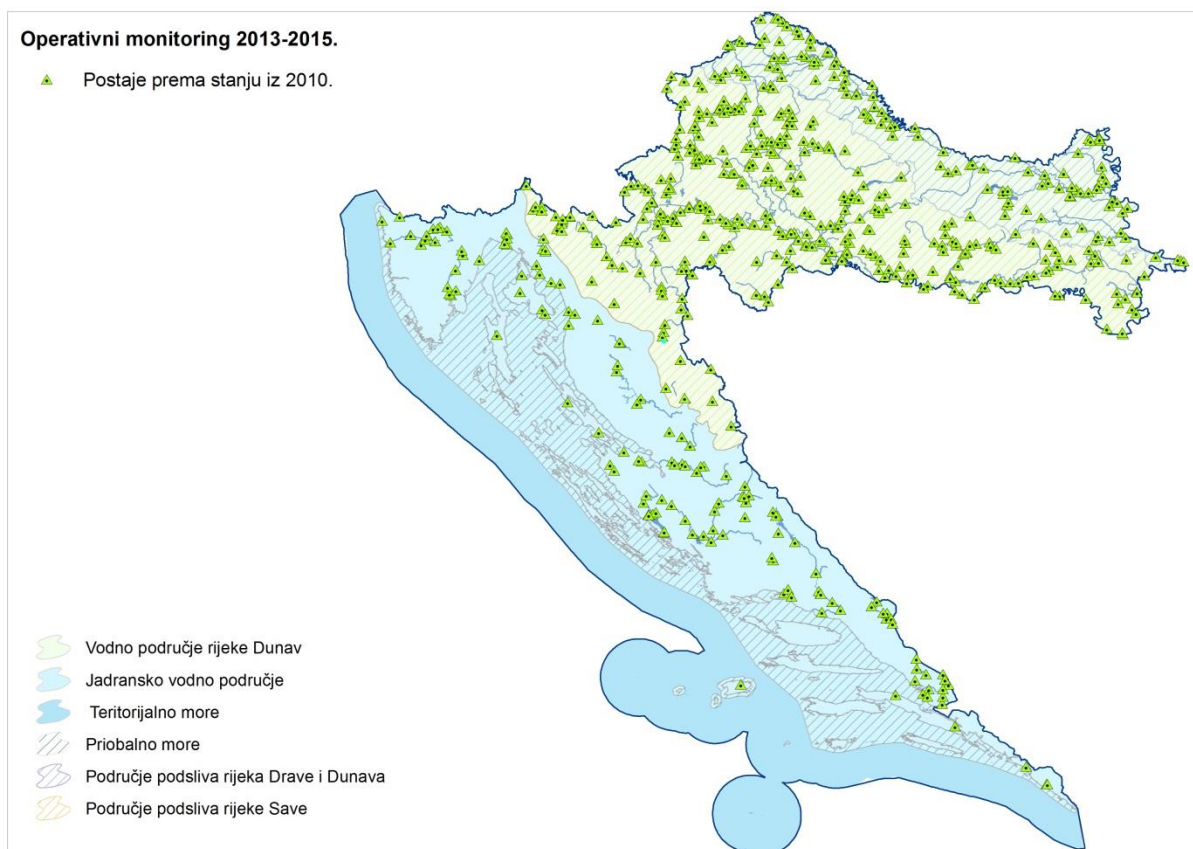 Operativni monitoring 2013-2015.
Postaje prema stanju iz 2010.
Vodno područje rijeke Dunav
Jadransko vodno područje
Teritorijalno more
Priobalno more
Područje podsliva rijeka Drave i Dunava
Područje podsliva rijeke Save